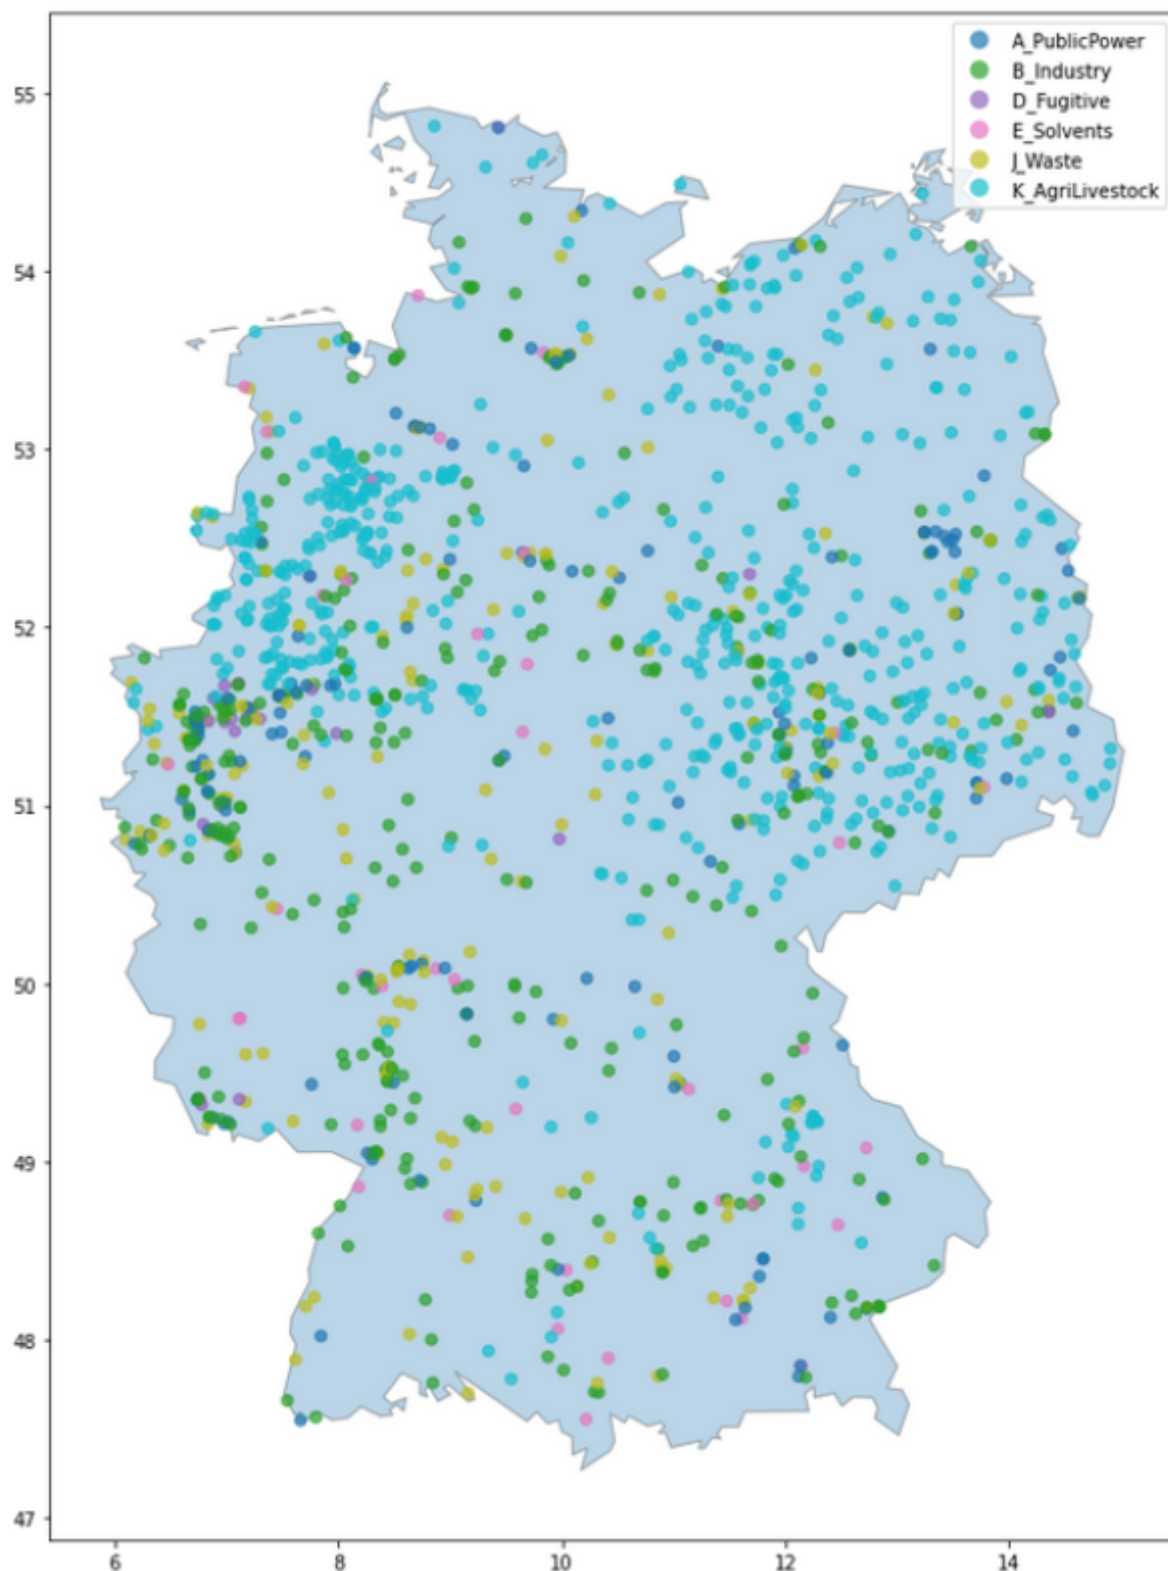 A_PublicPower
B_Industry
D_Fugitive
E_Solvents
J_Waste
K_AgriLivestock
55
54
53
52
51
50
49
48
47
6 8 10 12 14